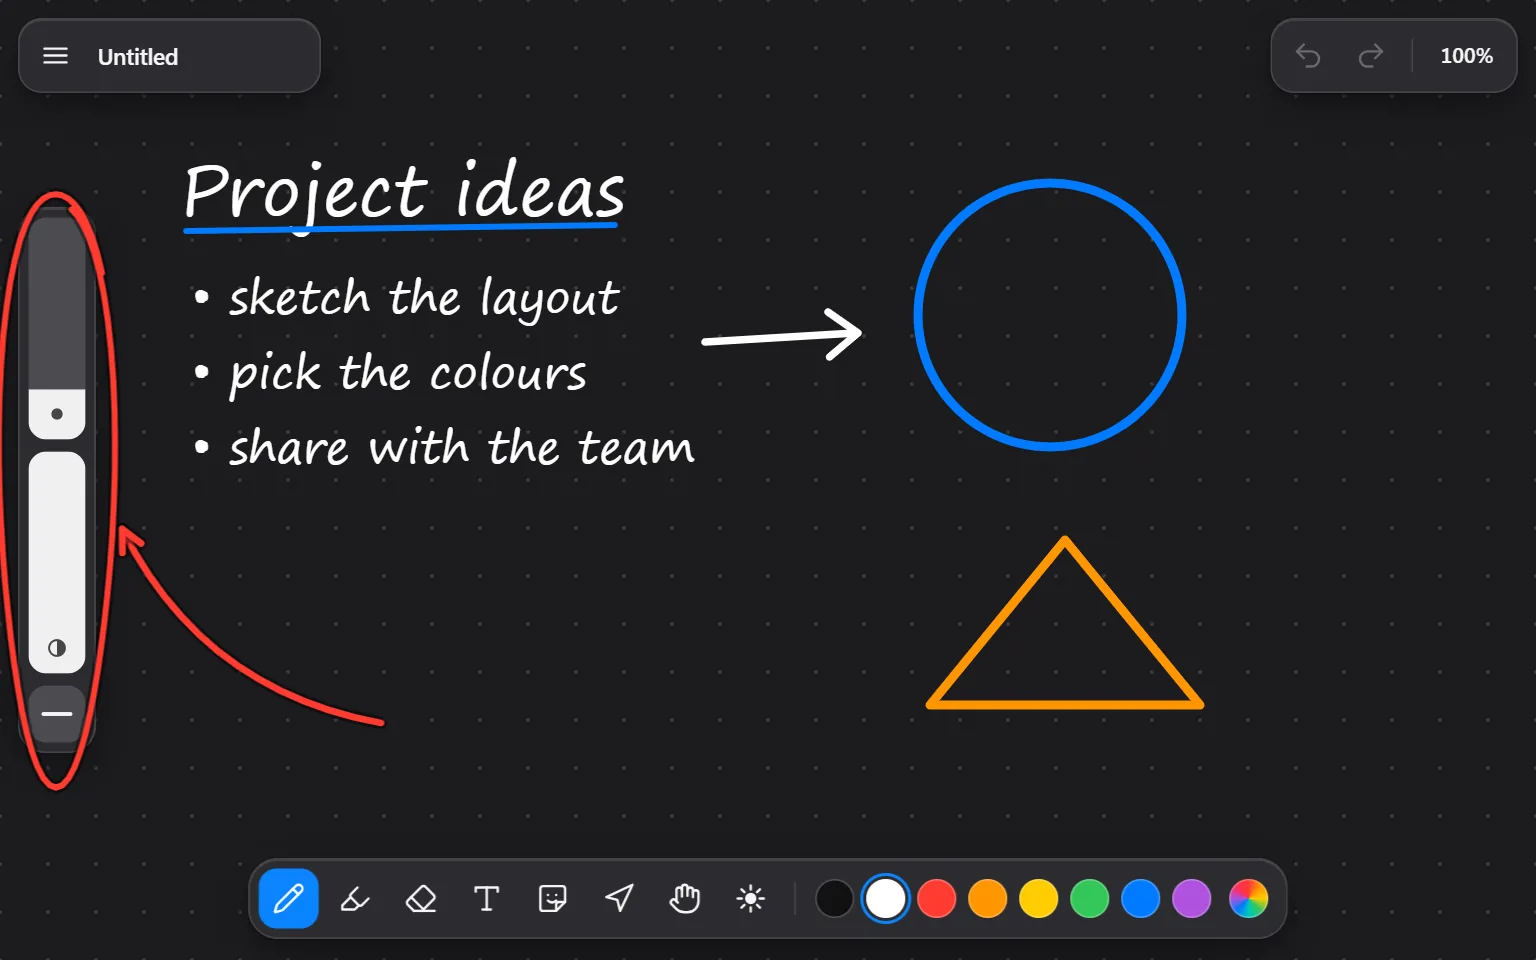 Untitled
100%
Project ideas
• sketch the layout
• pick the colours
• share with the team